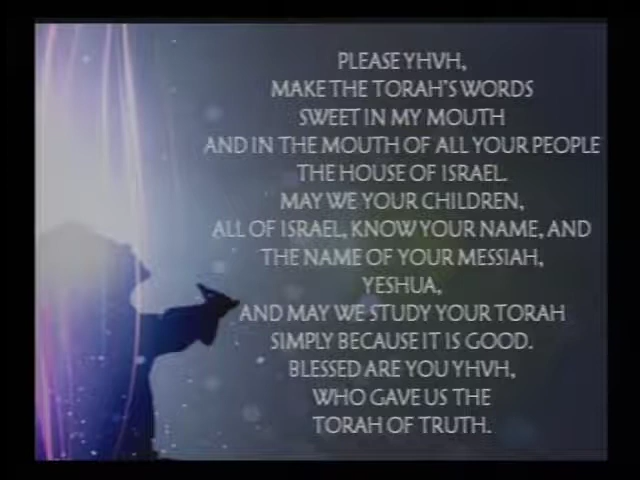 PLEASE YHVH,
MAKE THE TORAH'S WORDS
SWEET IN MY MOUTH
AND IN THE MOUTH OF ALL YOUR PEOPLE
THE HOUSE OF ISRAEL.
MAY WE YOUR CHILDREN,
ALL OF ISRAEL, KNOW YOUR NAME, AND
THE NAME OF YOUR MESSIAH,
YESHUA,
AND MAY WE STUDY YOUR TORAH
SIMPLY BECAUSE IT IS GOOD.
BLESSED ARE YOU YHVH,
WHO GAVE US THE
TORAH OF TRUTH.